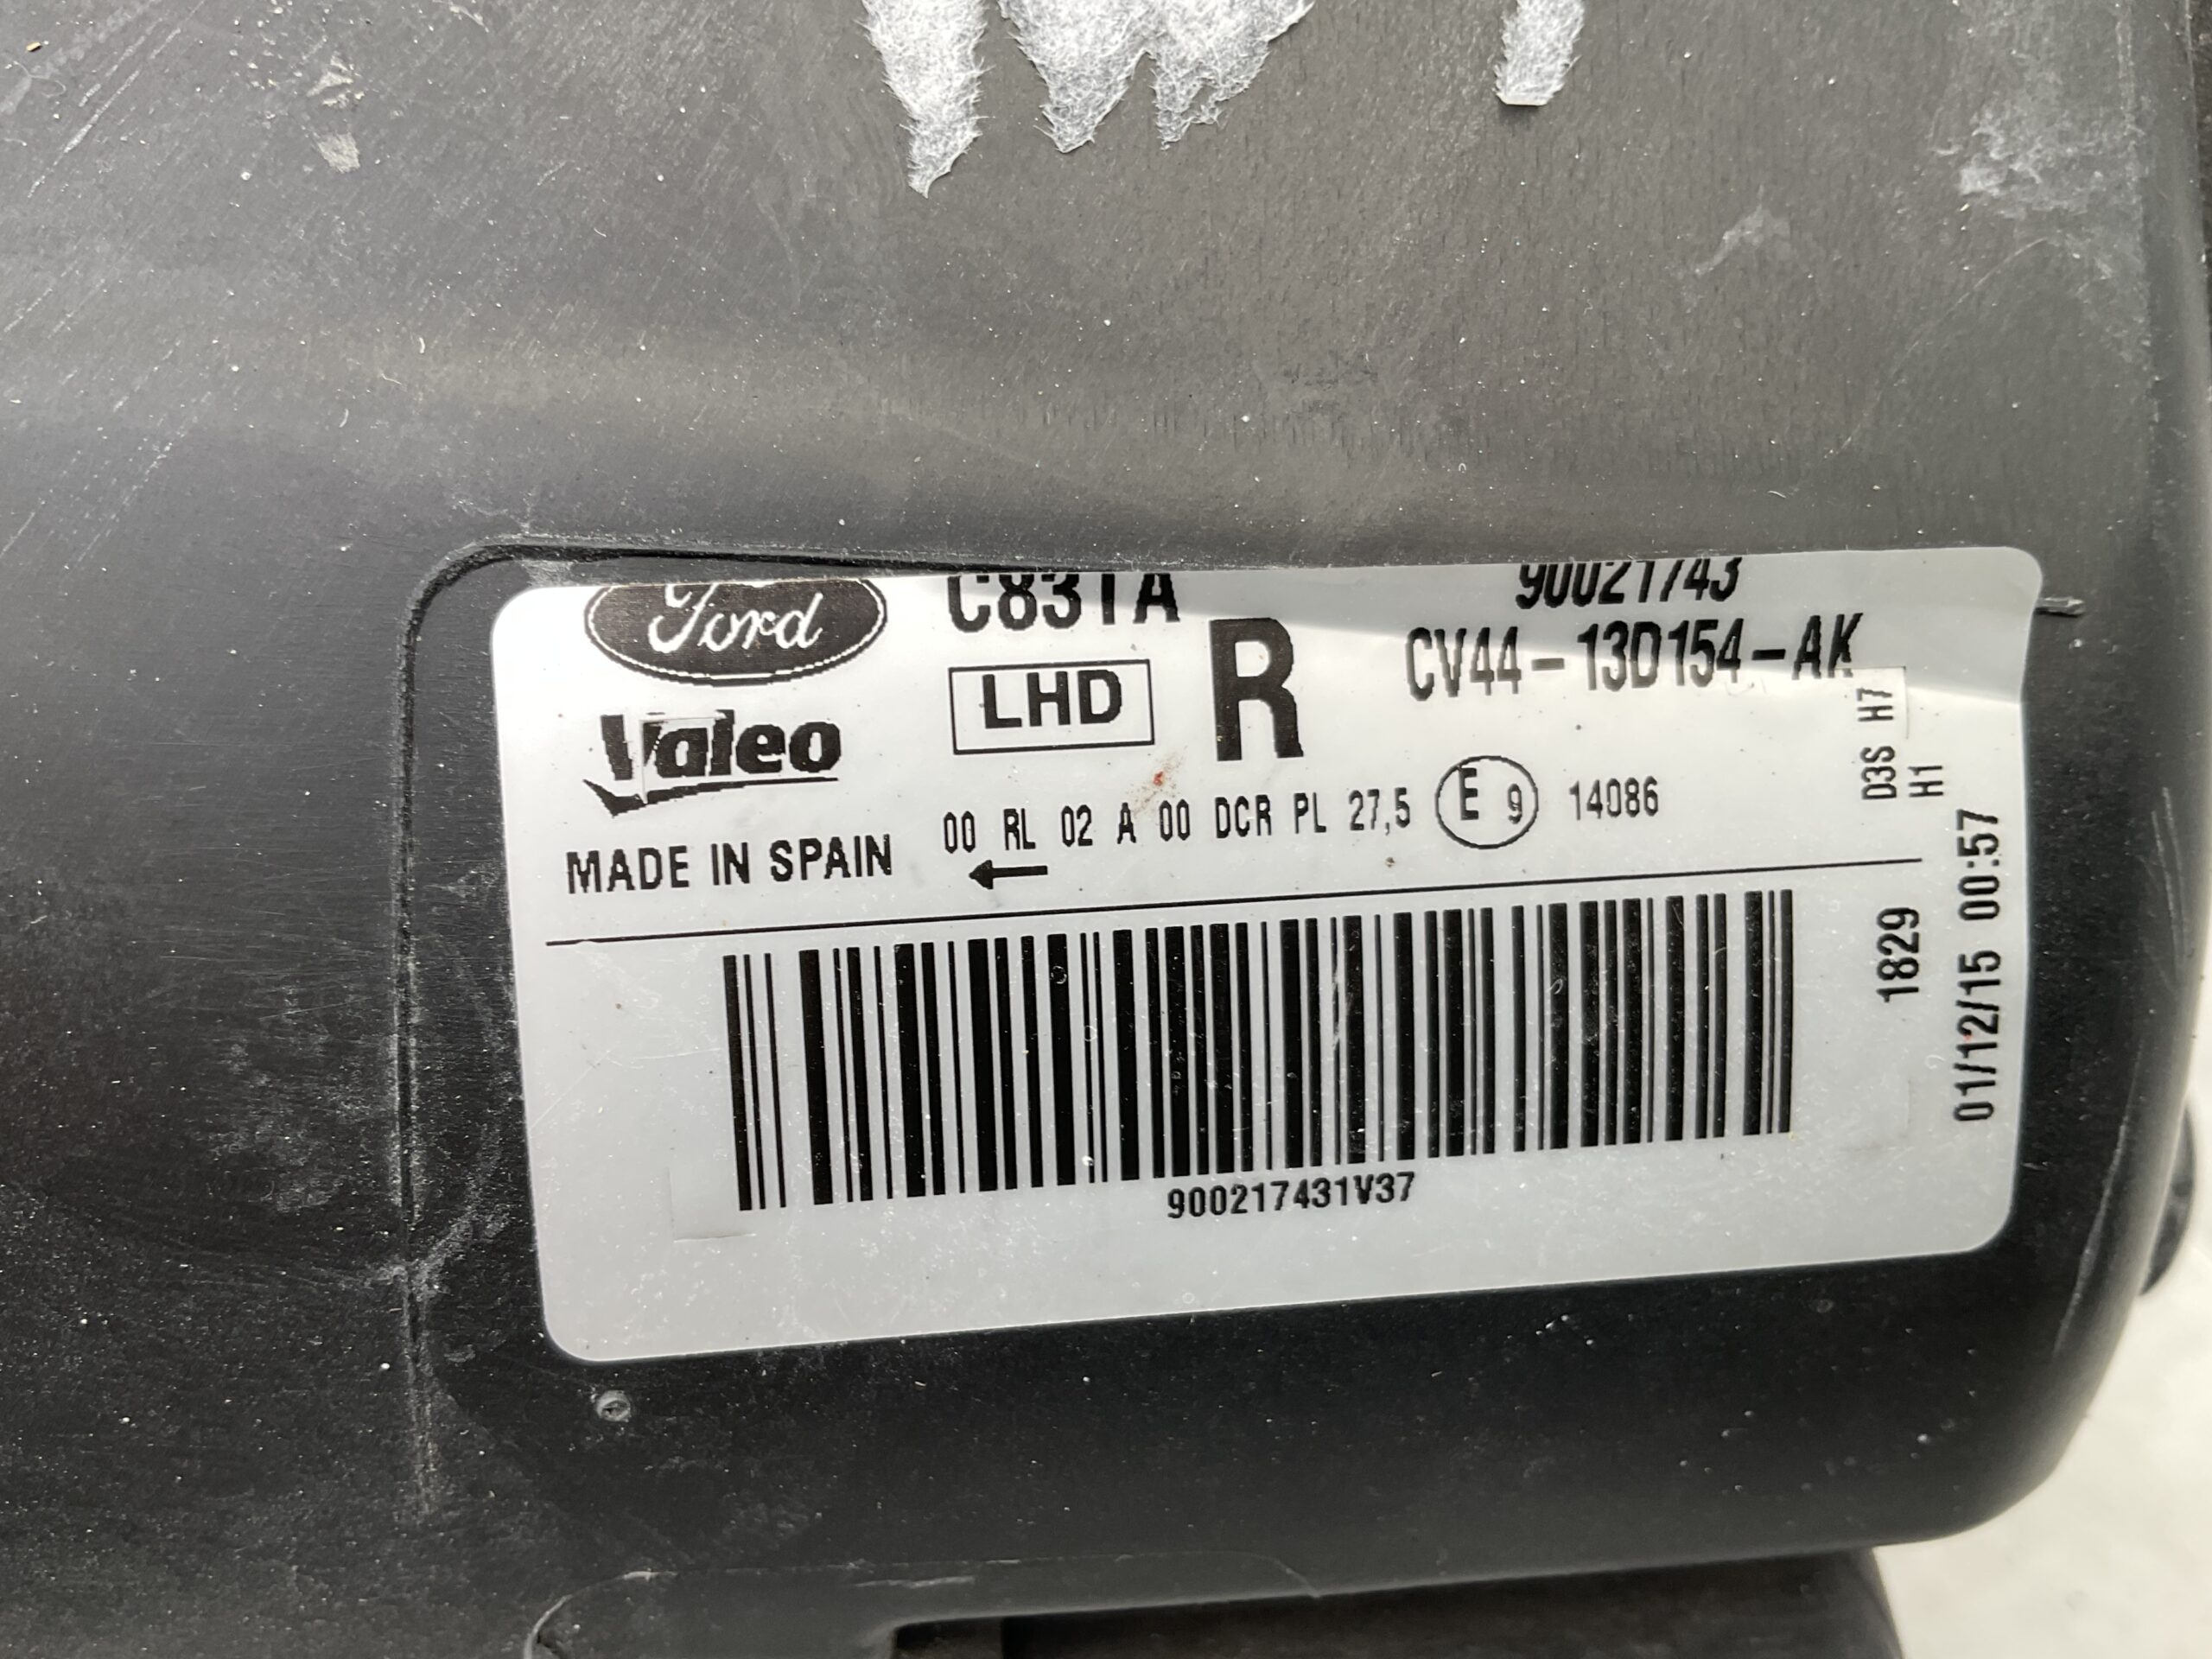 Ford
C831A
90021743
CV44-13D154-AK
LHD
R
Valeo
D3S H7
H1
00 RL 02 A 00 DCR PL 27,5 E 9 14086
MADE IN SPAIN
1829
01/12/15 00:57
900217431V37